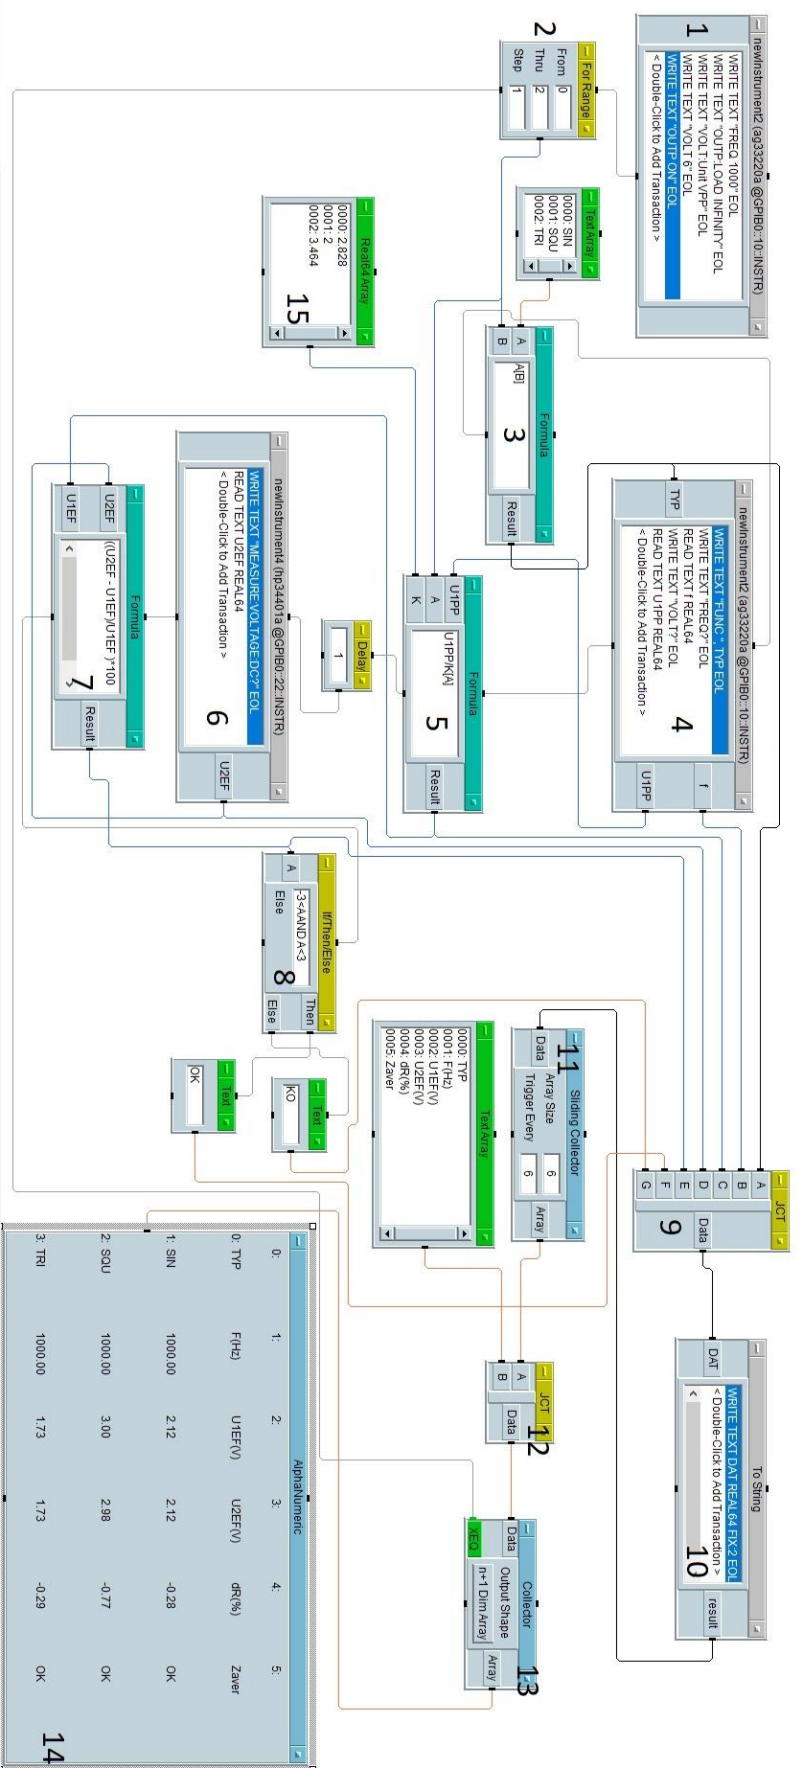 newInstrument2 (ag33220a @GPIB0::10::INSTR)
1
WRITE TEXT "FREQ 1000" EOL
WRITE TEXT "OUTP:LOAD INFINITY" EOL
WRITE TEXT "VOLT:Unit VPP" EOL
WRITE TEXT "VOLT 6" EOL
WRITE TEXT "OUTP ON" EOL
< Double-Click to Add Transaction >
2
For Range
From 0
Thru 2
Step 1
Text Array
0000: SIN
0001: SQU
0002: TRI
Formula
A
B
A[B]
3
Result
newInstrument2 (ag33220a @GPIB0::10::INSTR)
TYP
WRITE TEXT "FUNC ", TYP EOL
WRITE TEXT "FREQ?" EOL
READ TEXT f REAL64
WRITE TEXT "VOLT?" EOL
READ TEXT U1PP REAL64
< Double-Click to Add Transaction >
4
f
U1PP
Real64 Array
0000: 2.828
0001: 2
0002: 3.464
15
Formula
U1PP
A
K
U1PP/K[A]
5
Result
Delay
1
newInstrument4 (hp34401a @GPIB0::22::INSTR)
WRITE TEXT "MEASURE:VOLTAGE:DC?" EOL
READ TEXT U2EF REAL64
< Double-Click to Add Transaction >
6
U2EF
Formula
U2EF
U1EF
((U2EF - U1EF)/U1EF )*100
7
Result
If/Then/Else
A
-3<AAND A<3
Else
8
Then
Else
Text
KO
Text
OK
JCT
A
B
C
D
E
F
G
Data
9
To String
DAT
WRITE TEXT DAT REAL64 FIX:2 EOL
< Double-Click to Add Transaction >
10
result
11
Sliding Collector
Data
Array Size 6
Trigger Every 6
Array
Text Array
0000: TYP
0001: F(Hz)
0002: U1EF(V)
0003: U2EF(V)
0004: dR(%)
0005: Zaver
JCT
A
B
Data
12
Collector
Data
XEQ
Output Shape
n+1 Dim Array
Array
13
AlphaNumeric
0: 1: 2: 3: 4: 5:
0: TYP F(Hz) U1EF(V) U2EF(V) dR(%) Zaver
1: SIN 1000.00 2.12 2.12 -0.28 OK
2: SQU 1000.00 3.00 2.98 -0.77 OK
3: TRI 1000.00 1.73 1.73 -0.29 OK
14